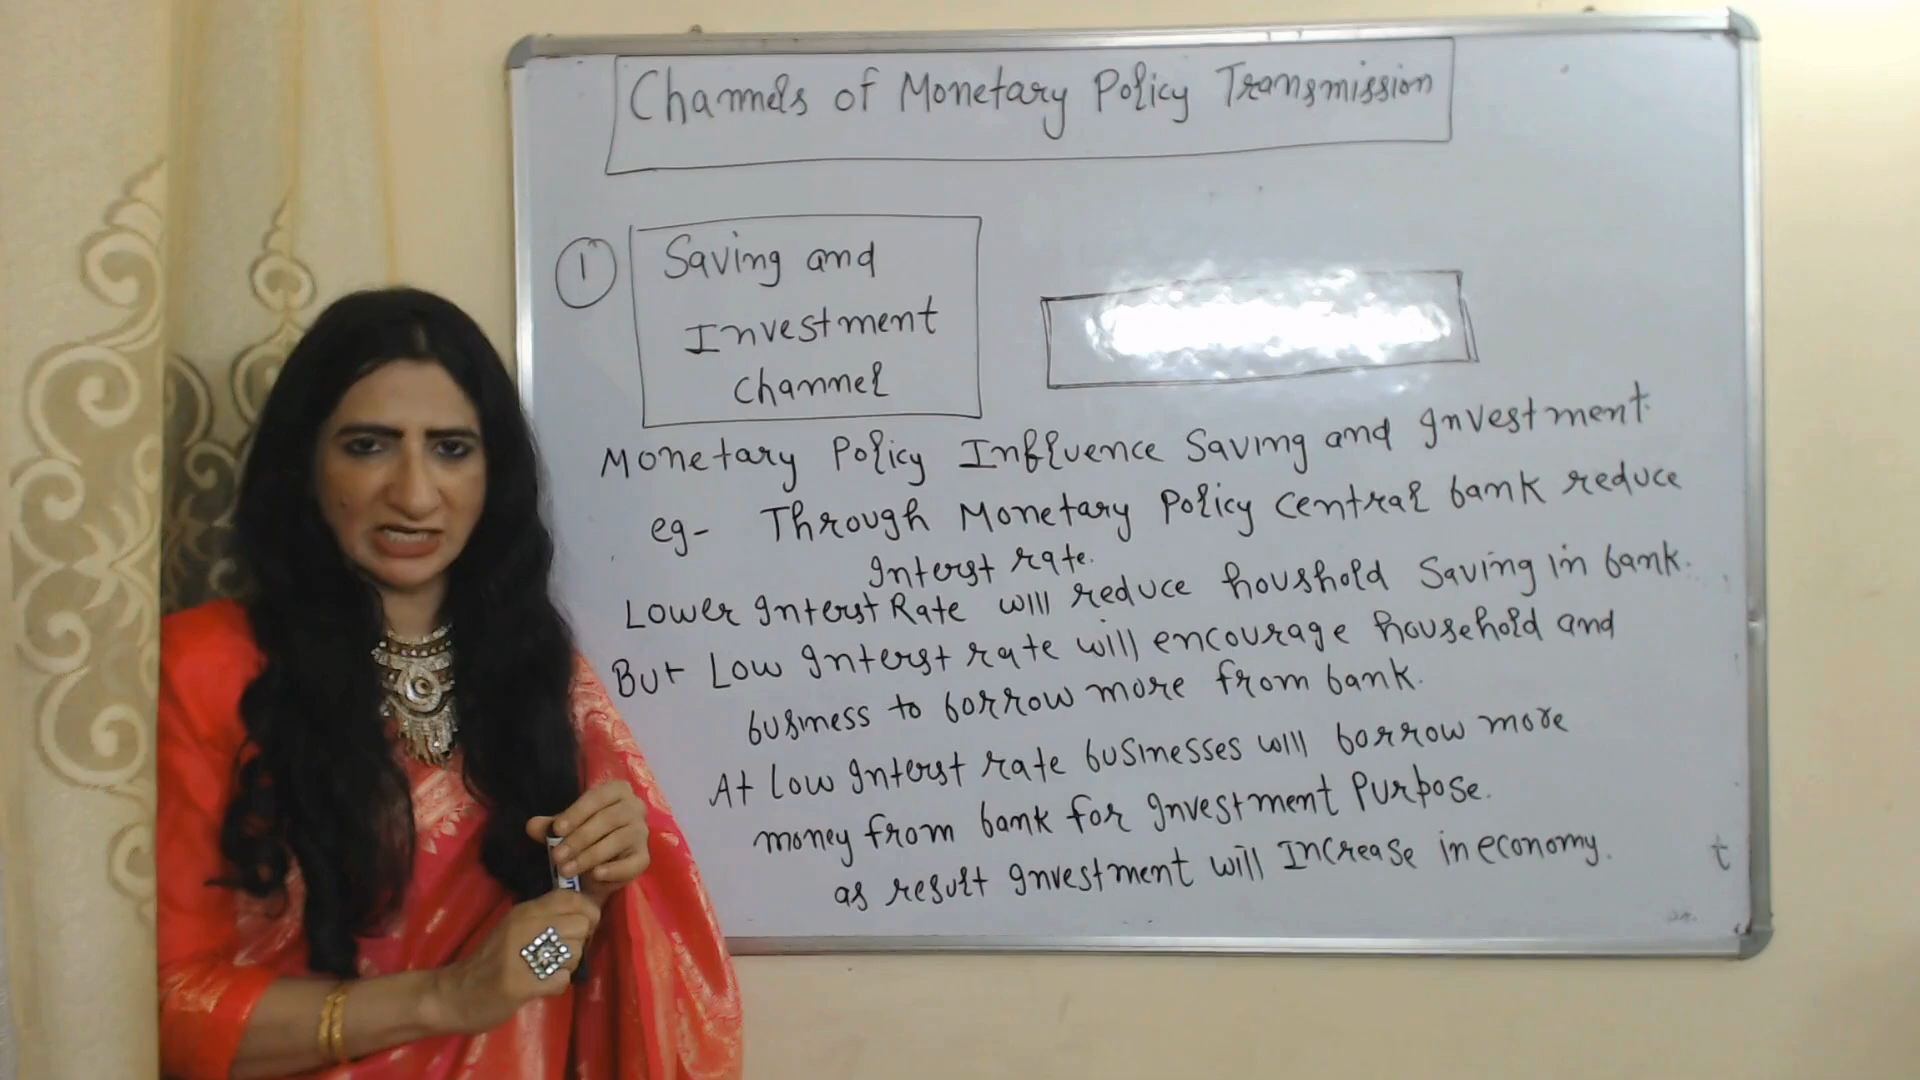 Channels of Monetary Policy Transmission
1
Saving and
Investment
Channel
Monetary Policy Influence Saving and Investment
eg- Through Monetary Policy central bank reduce
Interst rate.
Lower Interst Rate will reduce houshold Saving in bank.
But Low Interst rate will encourage household and
business to borrow more from bank.
At low Interst rate businesses will borrow more
money from bank for Investment Purpose.
as result Investment will Increase in economy.
t